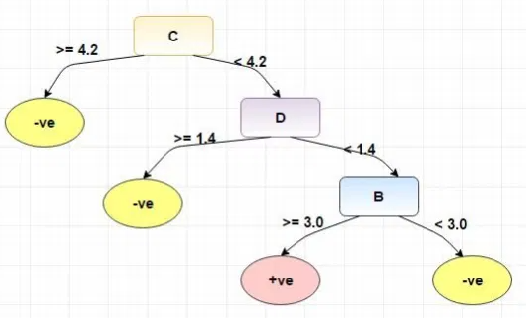 C
>= 4.2
< 4.2
-ve
D
>= 1.4
< 1.4
-ve
B
>= 3.0
< 3.0
+ve
-ve